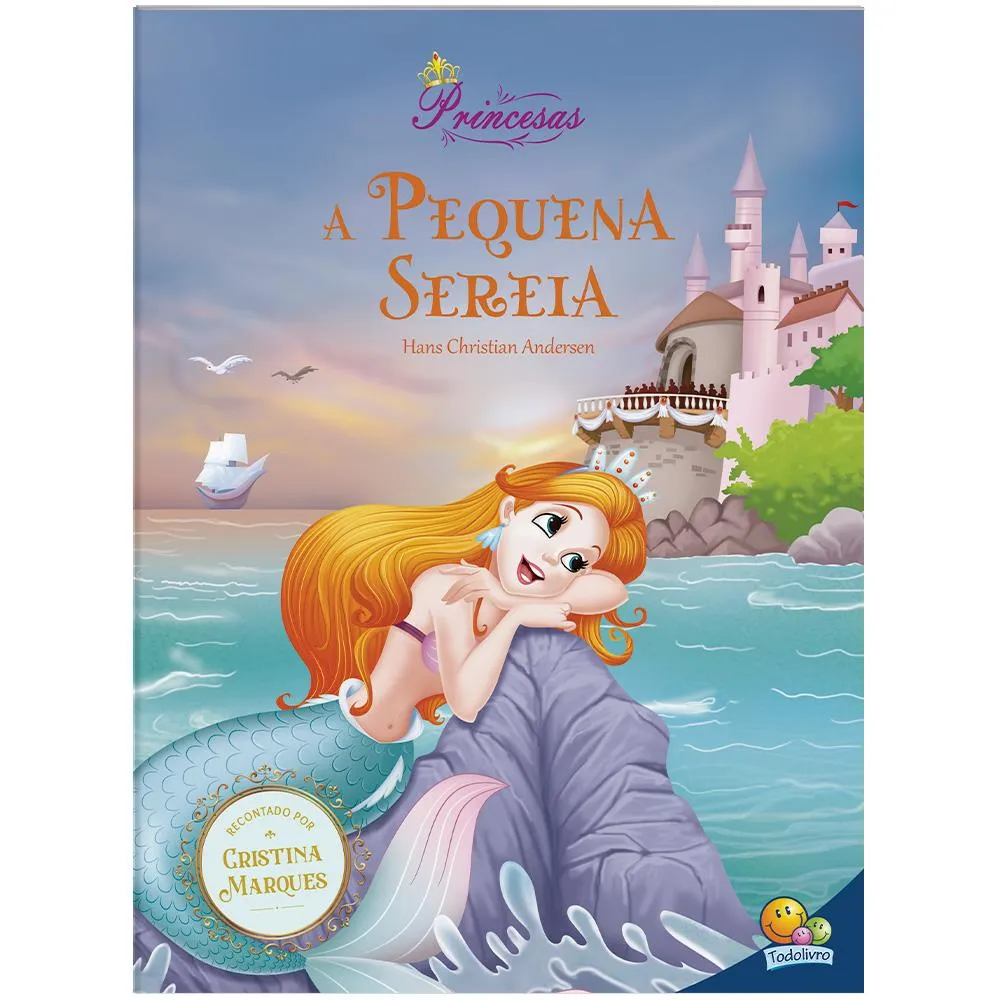 Princesas
A PEQUENA
SEREIA
Hans Christian Andersen
RECONTADO POR
CRISTINA
MARQUES
Todolivro